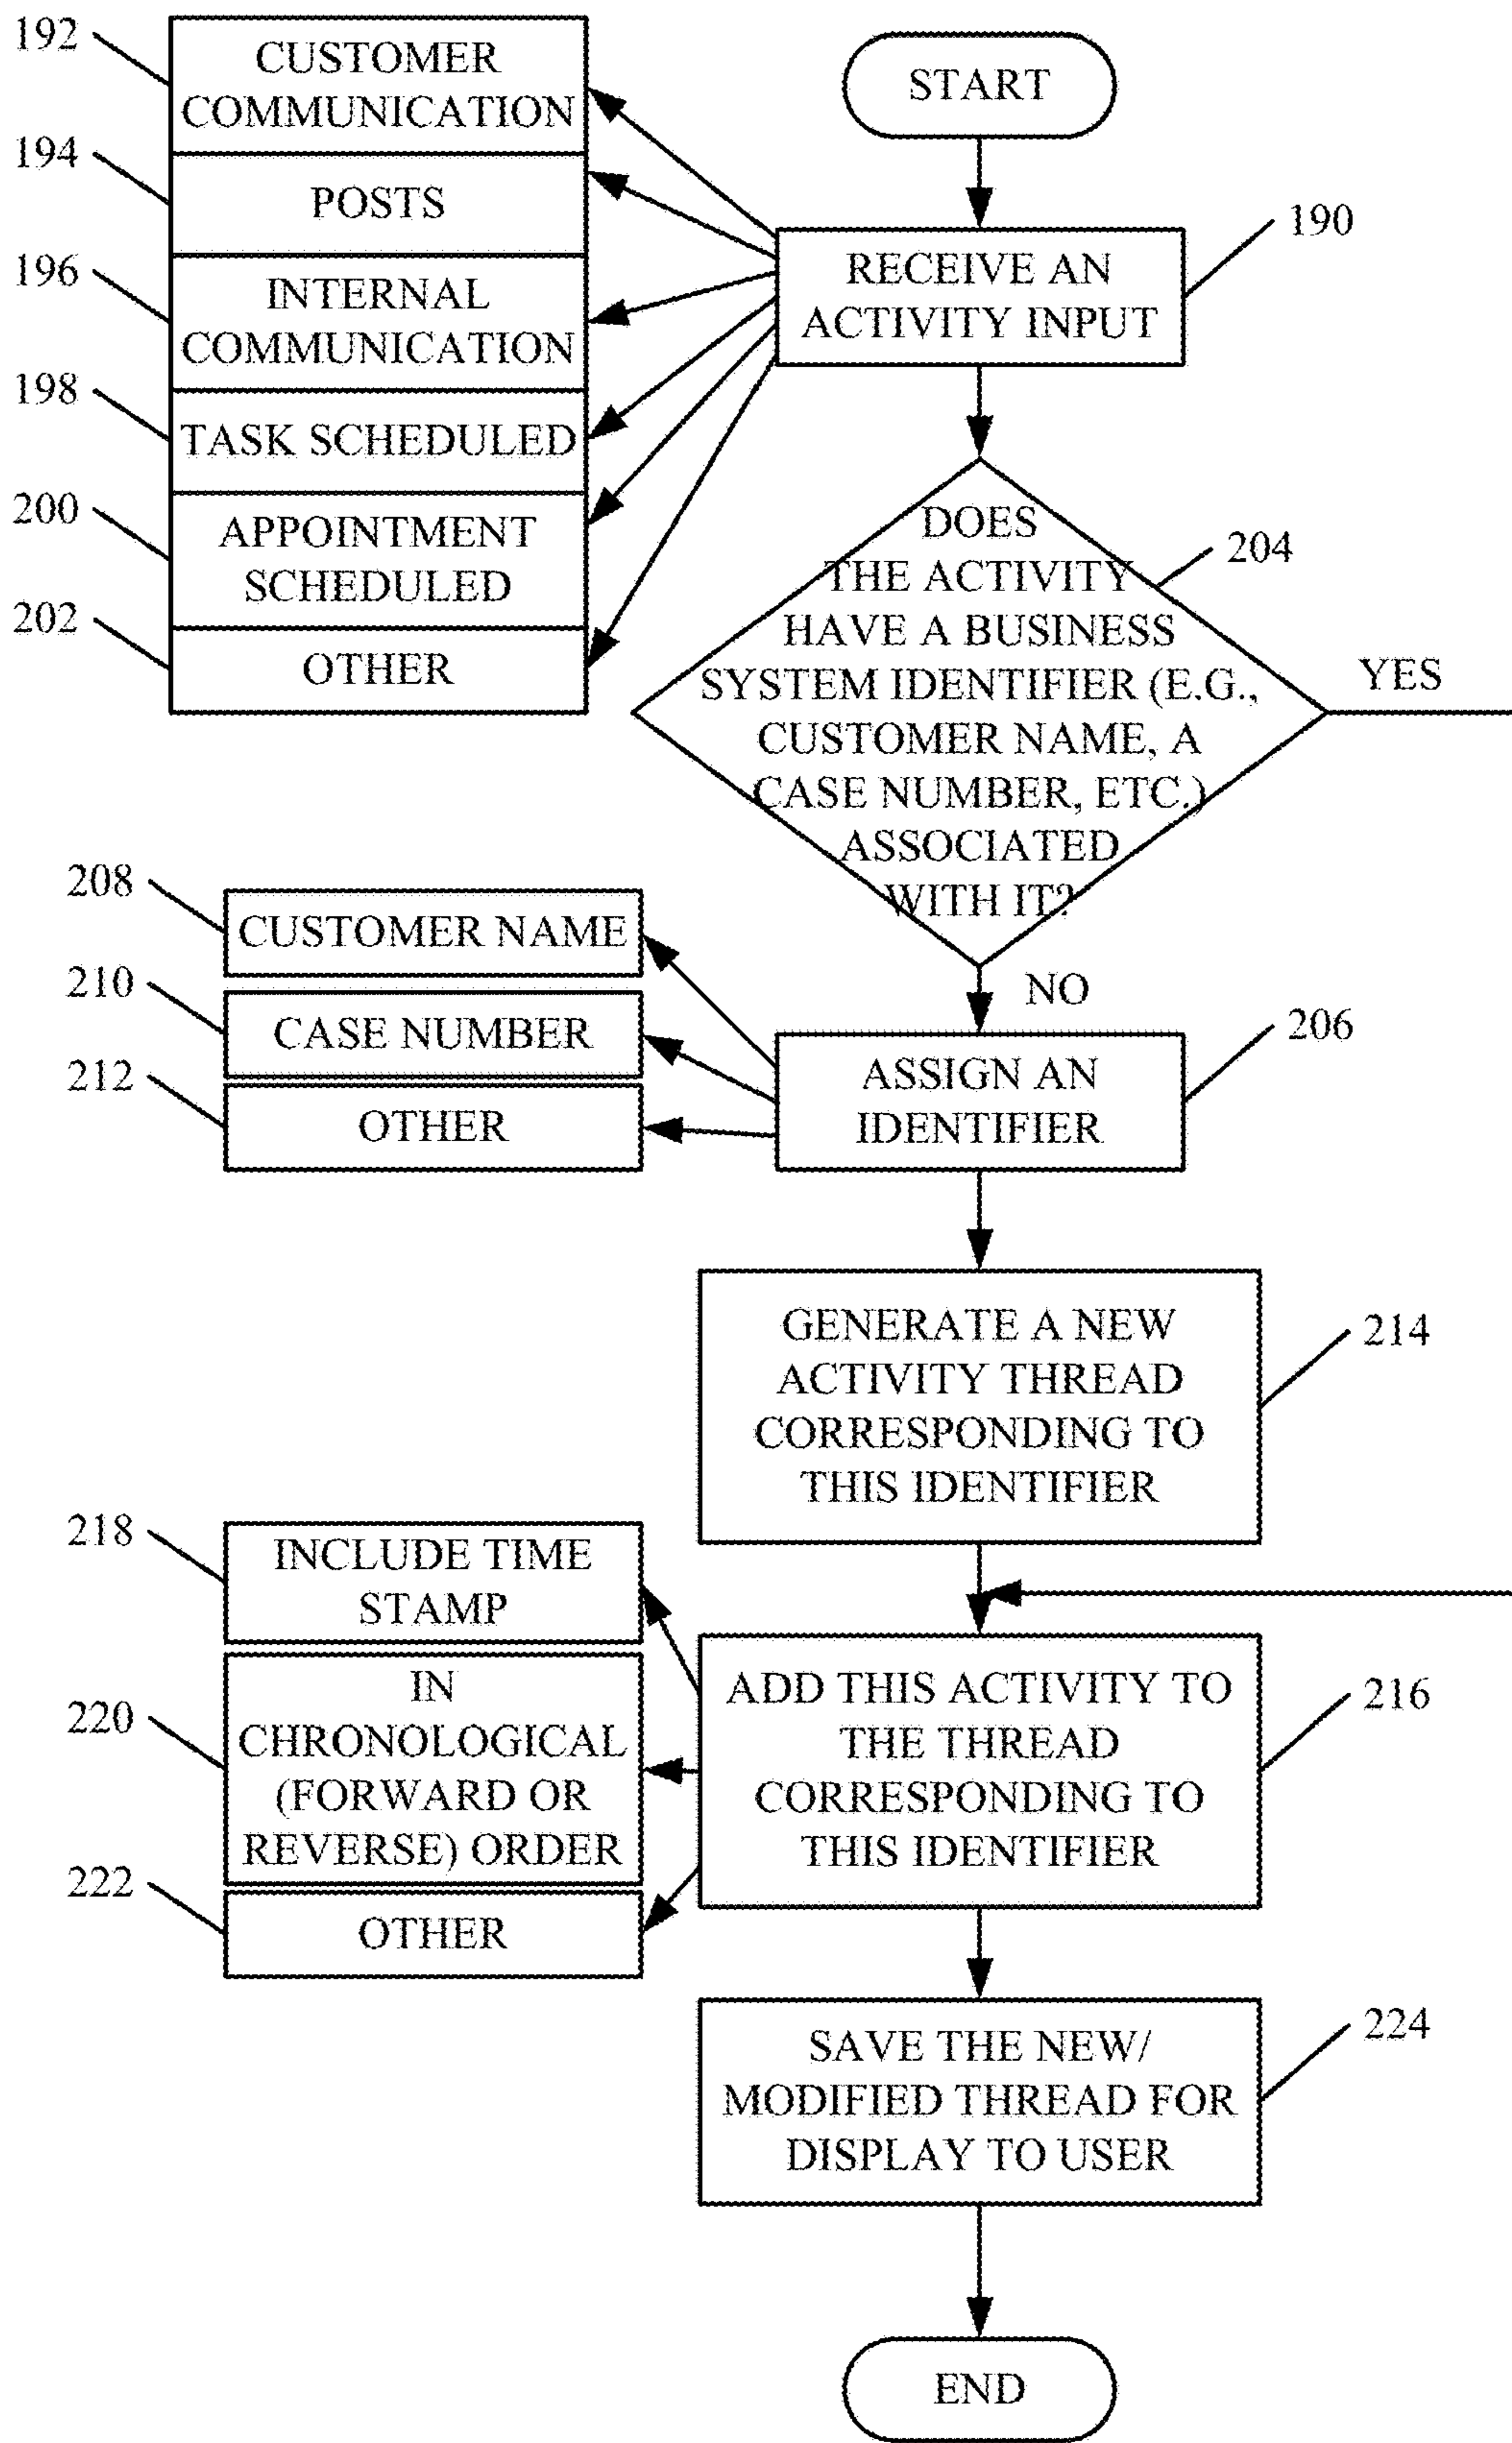 192
CUSTOMER
COMMUNICATION
194
POSTS
196
INTERNAL
COMMUNICATION
198
TASK SCHEDULED
200
APPOINTMENT
SCHEDULED
202
OTHER
START
RECEIVE AN
ACTIVITY INPUT
190
DOES
THE ACTIVITY
HAVE A BUSINESS
SYSTEM IDENTIFIER (E.G.,
CUSTOMER NAME, A
CASE NUMBER, ETC.)
ASSOCIATED
WITH IT?
204
YES
NO
208
CUSTOMER NAME
210
CASE NUMBER
212
OTHER
ASSIGN AN
IDENTIFIER
206
GENERATE A NEW
ACTIVITY THREAD
CORRESPONDING TO
THIS IDENTIFIER
214
218
INCLUDE TIME
STAMP
220
IN
CHRONOLOGICAL
(FORWARD OR
REVERSE) ORDER
222
OTHER
ADD THIS ACTIVITY TO
THE THREAD
CORRESPONDING TO
THIS IDENTIFIER
216
SAVE THE NEW/
MODIFIED THREAD FOR
DISPLAY TO USER
224
END